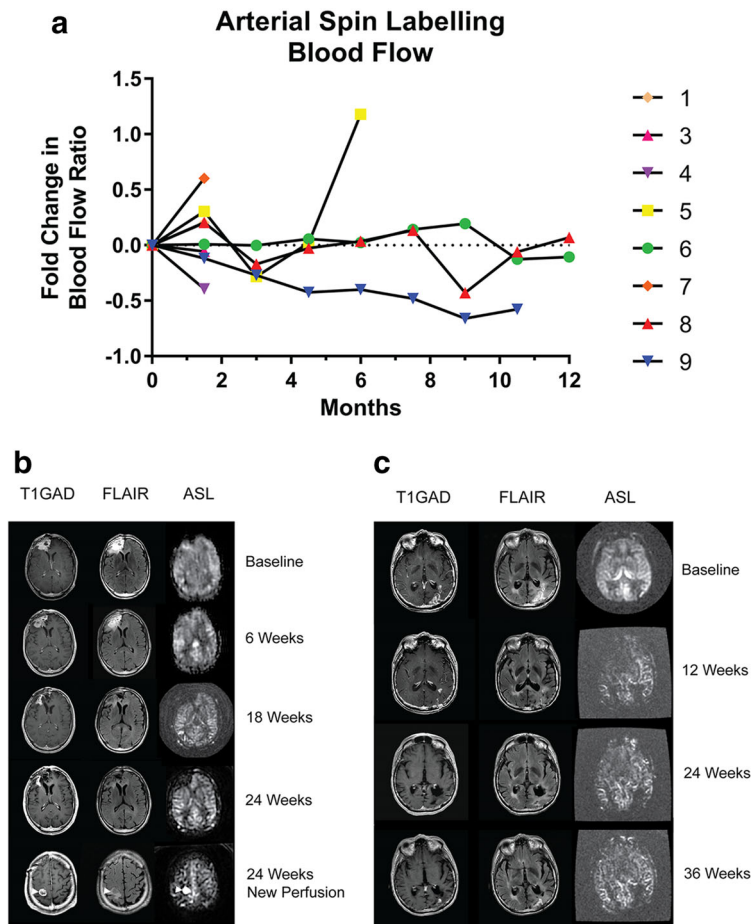 a
Arterial Spin Labelling
Blood Flow
Fold Change in
Blood Flow Ratio
1.5
1.0
0.5
0.0
-0.5
-1.0
0 2 4 6 8 10 12
Months
1
3
4
5
6
7
8
9
b
T1GAD FLAIR ASL
Baseline
6 Weeks
18 Weeks
24 Weeks
24 Weeks
New Perfusion
c
T1GAD FLAIR ASL
Baseline
12 Weeks
24 Weeks
36 Weeks